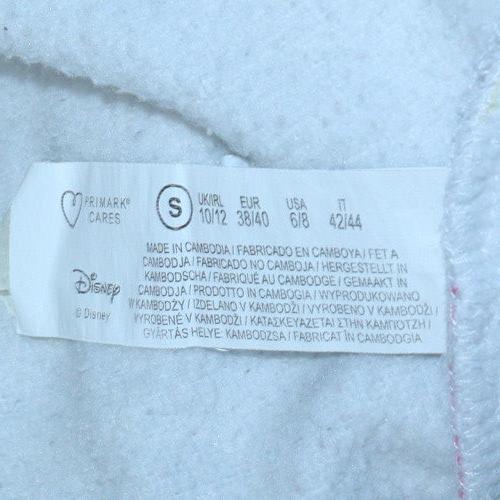 PRIMARK®
CARES
S
UK/IRL EUR USA IT
10/12 38/40 6/8 42/44
Disney
© Disney
MADE IN CAMBODIA / FABRICADO EN CAMBOYA / FET A
CAMBODJA / FABRICADO NO CAMBOJA / HERGESTELLT IN
KAMBODSCHA / FABRIQUÉ AU CAMBODGE / GEMAAKT IN
CAMBODJA / PRODOTTO IN CAMBOGIA / WYPRODUKOWANO
W KAMBODŻY / IZDELANO V KAMBODŽI /
VYROBENÉ V KAMBODŽI / ΚΑΤΑΣΚΕΥΑΖΕΤΑΙ ΣΤΗΝ ΚΑΜΠΟΤΖΗ /
GYÁRTÁS HELYE: KAMBODZSA / FABRICAT ÎN CAMBODGIA